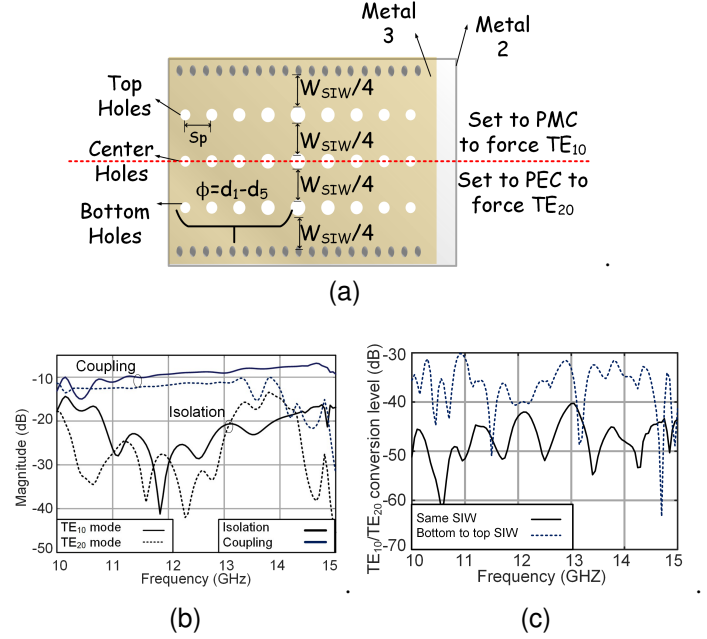 Metal
3
Metal
2
Top
Holes
Center
Holes
Bottom
Holes
Sp
ϕ=d₁-d₅
W_SIW/4
W_SIW/4
W_SIW/4
W_SIW/4
Set to PMC
to force TE₁₀
Set to PEC to
force TE₂₀
.
(a)
Magnitude (dB)
-10
-20
-30
-40
-50
Coupling
Isolation
TE₁₀ mode
TE₂₀ mode
Isolation
Coupling
10 11 12 13 14 15
Frequency (GHz)
.
(b)
TE₁₀/TE₂₀ conversion level (dB)
-30
-40
-50
-60
-70
Same SIW
Bottom to top SIW
10 11 12 13 14 15
Frequency (GHZ)
.
(c)